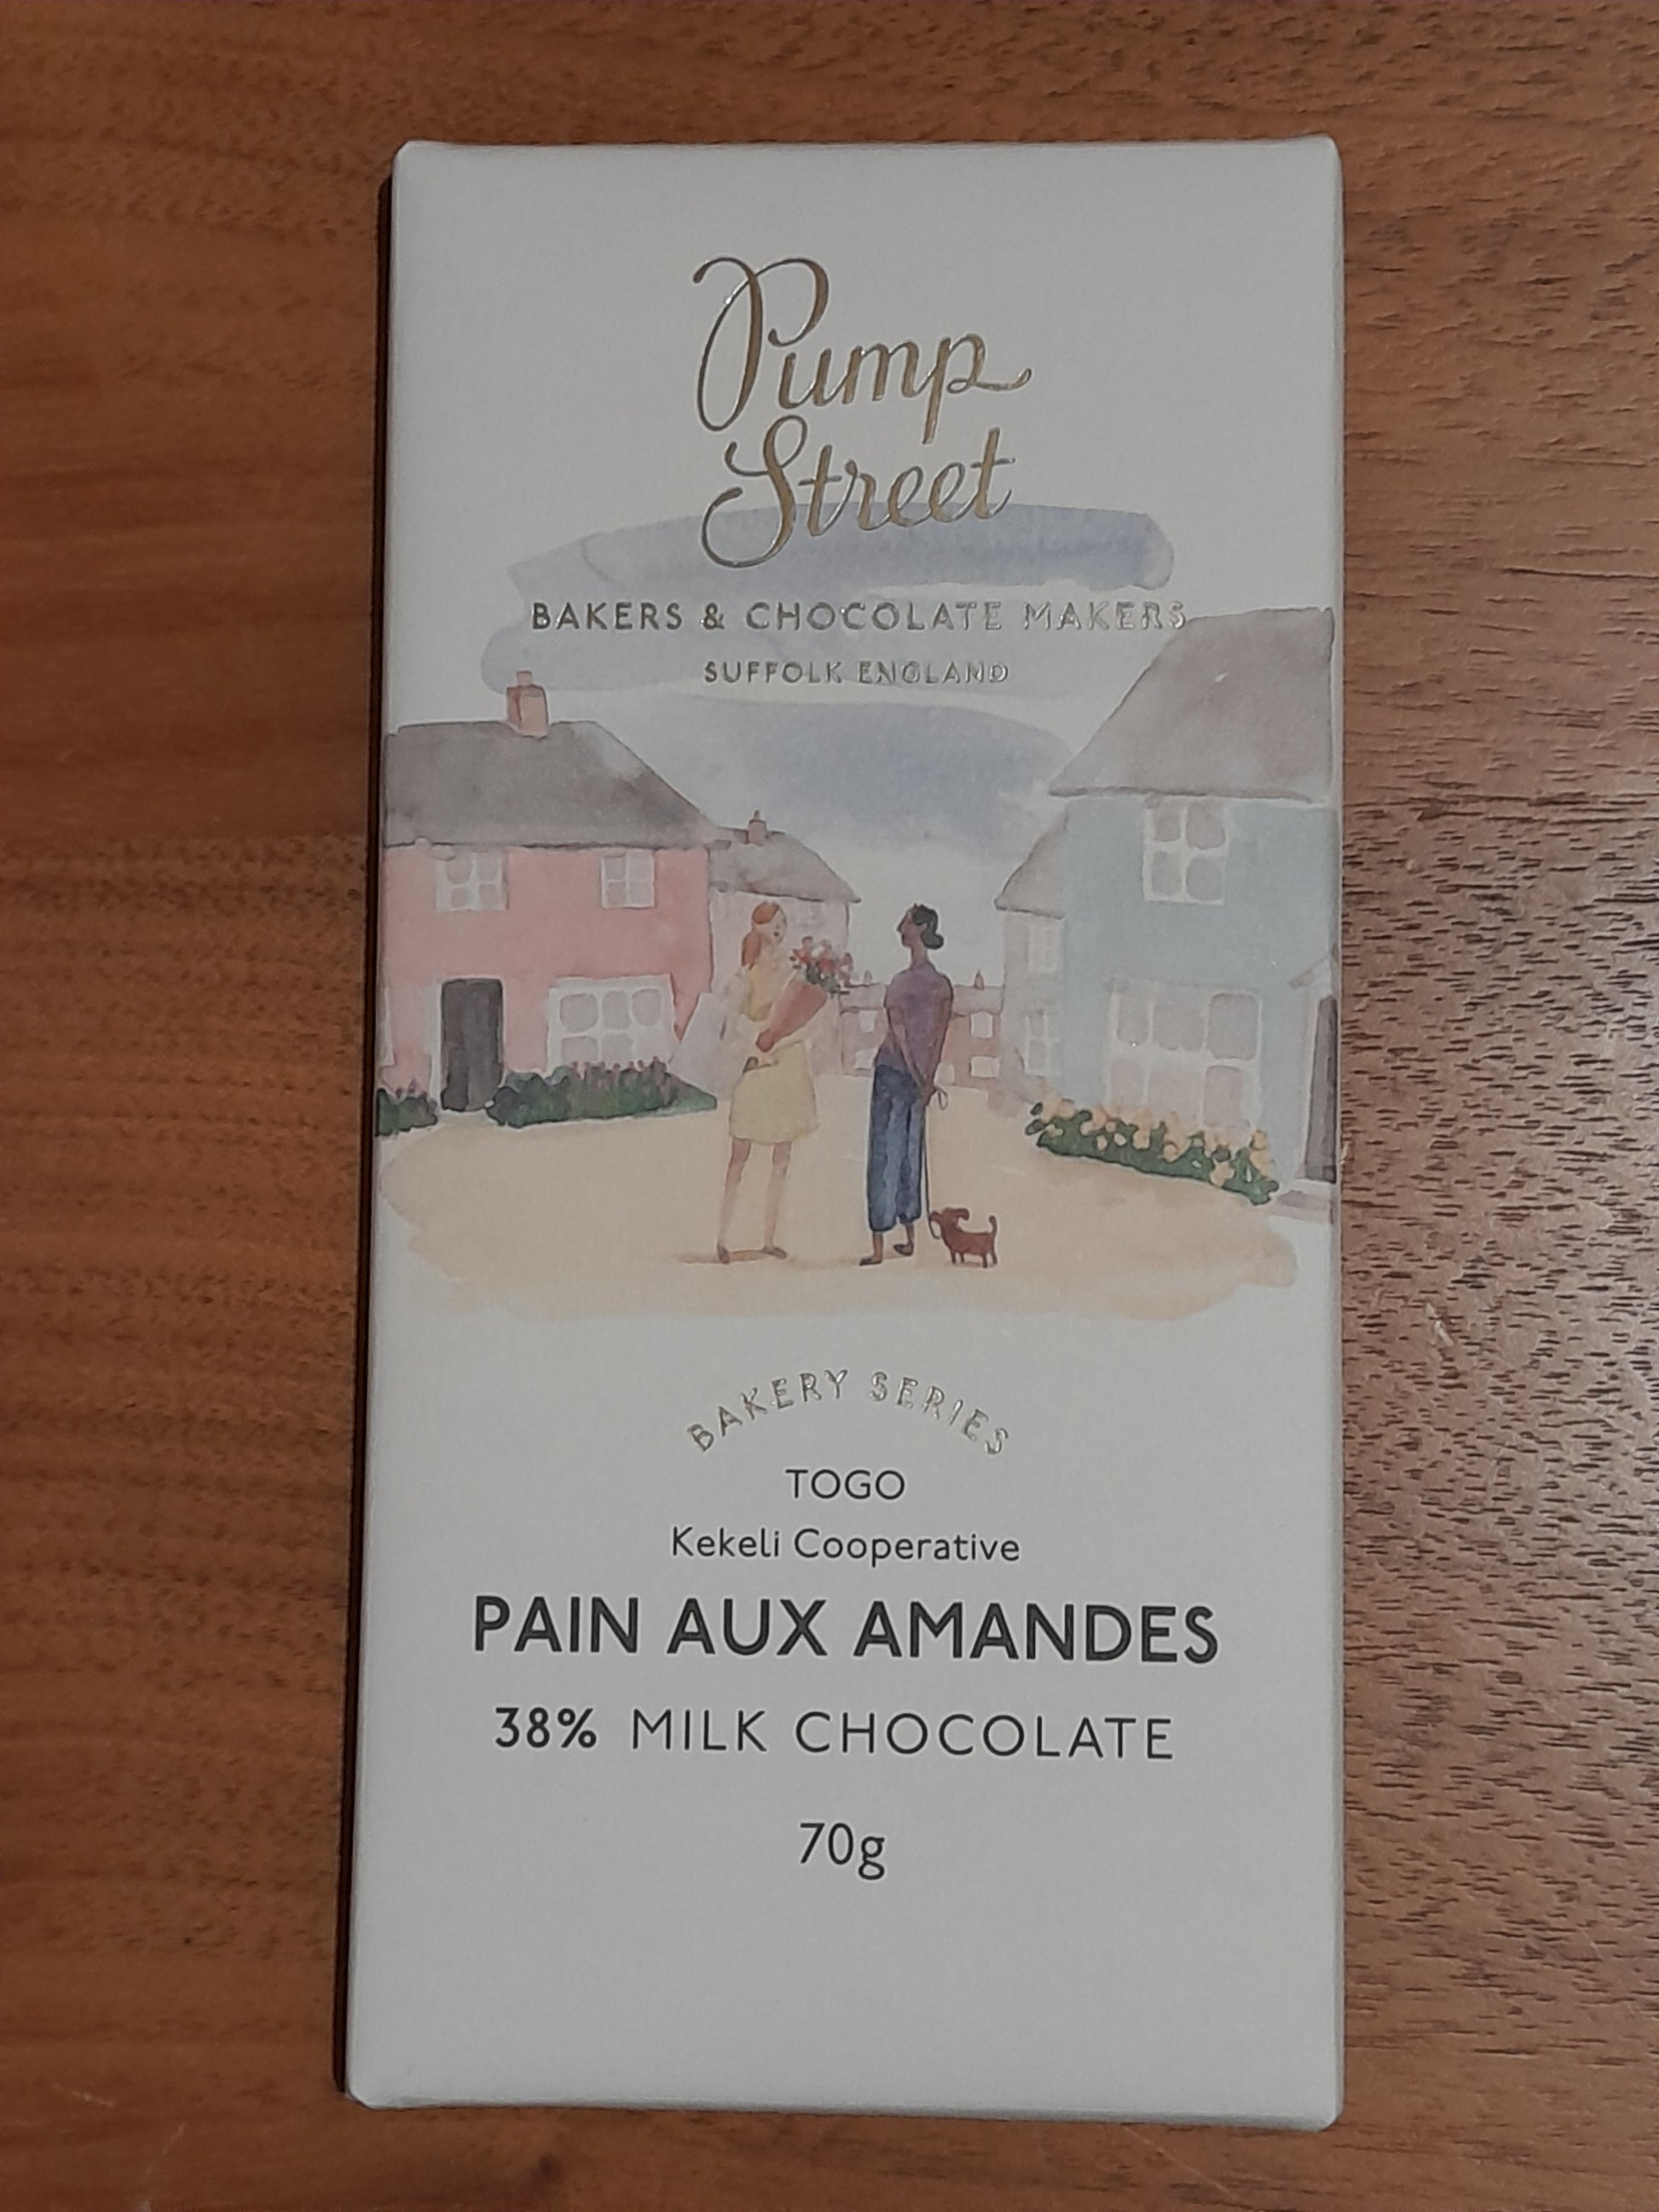 Pump
Street
BAKERS & CHOCOLATE MAKERS
SUFFOLK ENGLAND
BAKERY SERIES
TOGO
Kekeli Cooperative
PAIN AUX AMANDES
38% MILK CHOCOLATE
70g